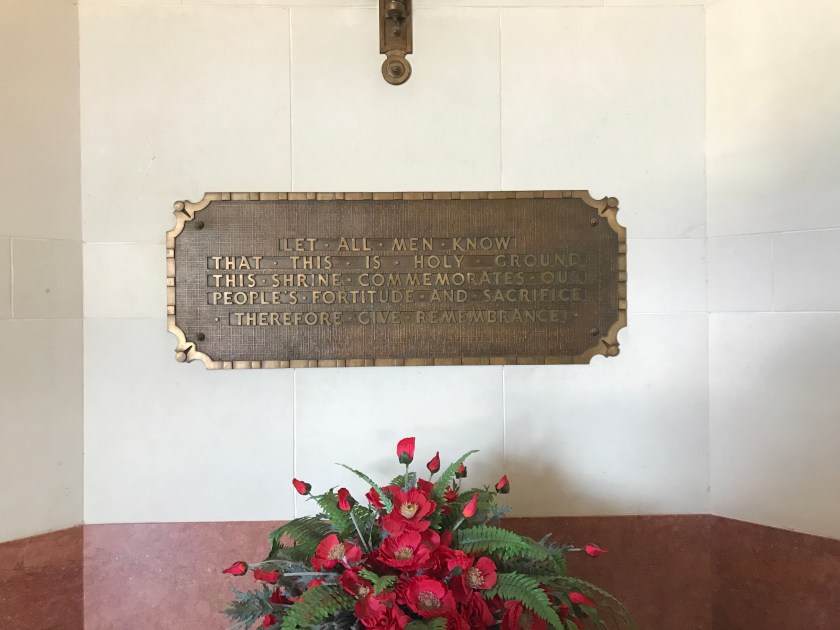 LET · ALL · MEN · KNOW
THAT · THIS · IS · HOLY · GROUND
THIS · SHRINE · COMMEMORATES · OUR
PEOPLE'S · FORTITUDE · AND · SACRIFICE
· THEREFORE · GIVE · REMEMBRANCE ·